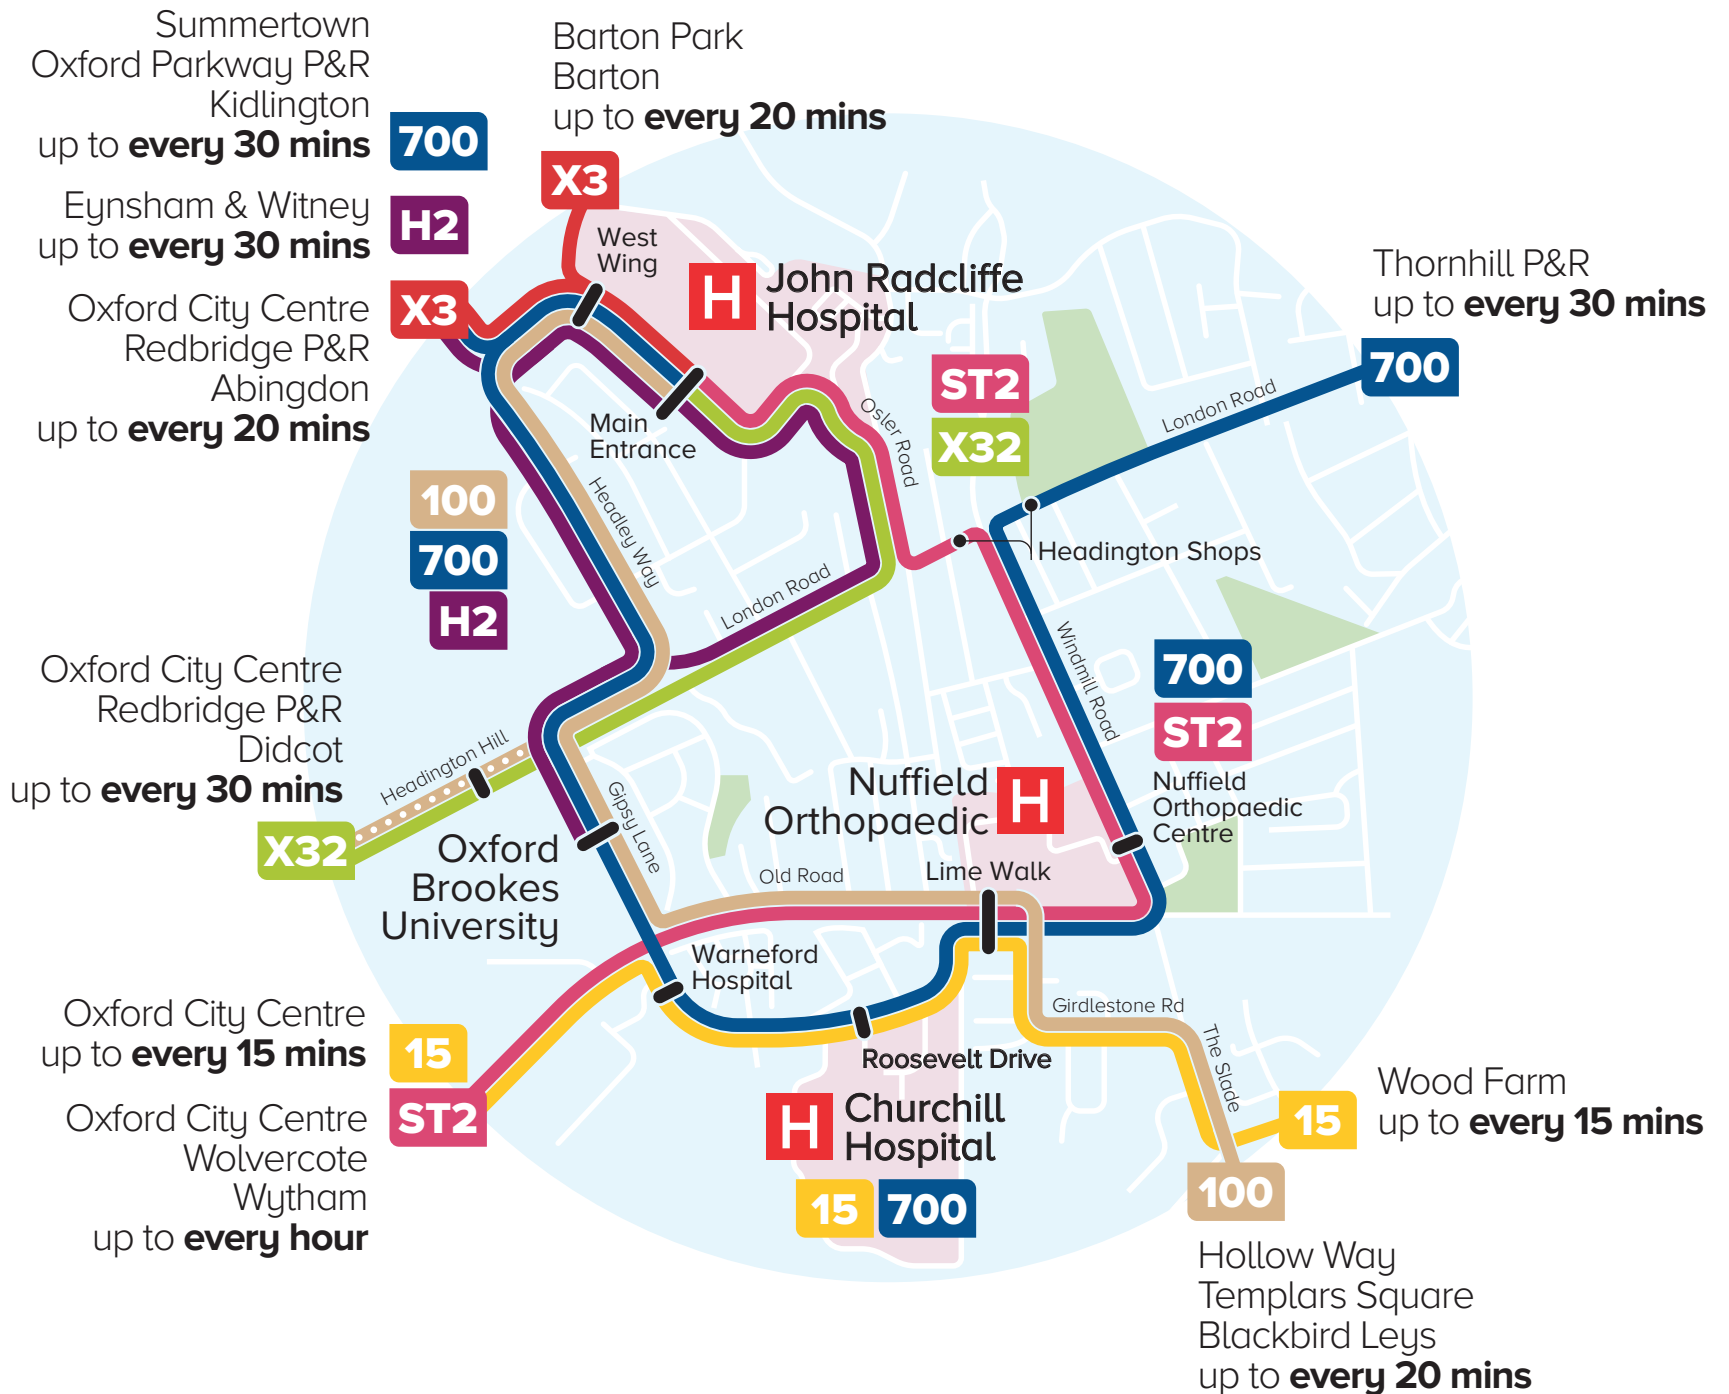 Summertown
Oxford Parkway P&R
Kidlington
up to every 30 mins
700
Eynsham & Witney
up to every 30 mins
H2
Oxford City Centre
Redbridge P&R
Abingdon
up to every 20 mins
X3
Barton Park
Barton
up to every 20 mins
X3
West
Wing
H
John Radcliffe
Hospital
Main
Entrance
Osler Road
ST2
X32
Thornhill P&R
up to every 30 mins
700
London Road
Headington Shops
100
700
H2
Headley Way
London Road
Windmill Road
700
ST2
Nuffield
Orthopaedic
Centre
Nuffield
Orthopaedic
H
Oxford City Centre
Redbridge P&R
Didcot
up to every 30 mins
X32
Headington Hill
Oxford
Brookes
University
Gipsy Lane
Old Road
Lime Walk
Warneford
Hospital
Girdlestone Rd
The Slade
Roosevelt Drive
Oxford City Centre
up to every 15 mins
15
ST2
Oxford City Centre
Wolvercote
Wytham
up to every hour
H
Churchill
Hospital
15
700
15
Wood Farm
up to every 15 mins
100
Hollow Way
Templars Square
Blackbird Leys
up to every 20 mins